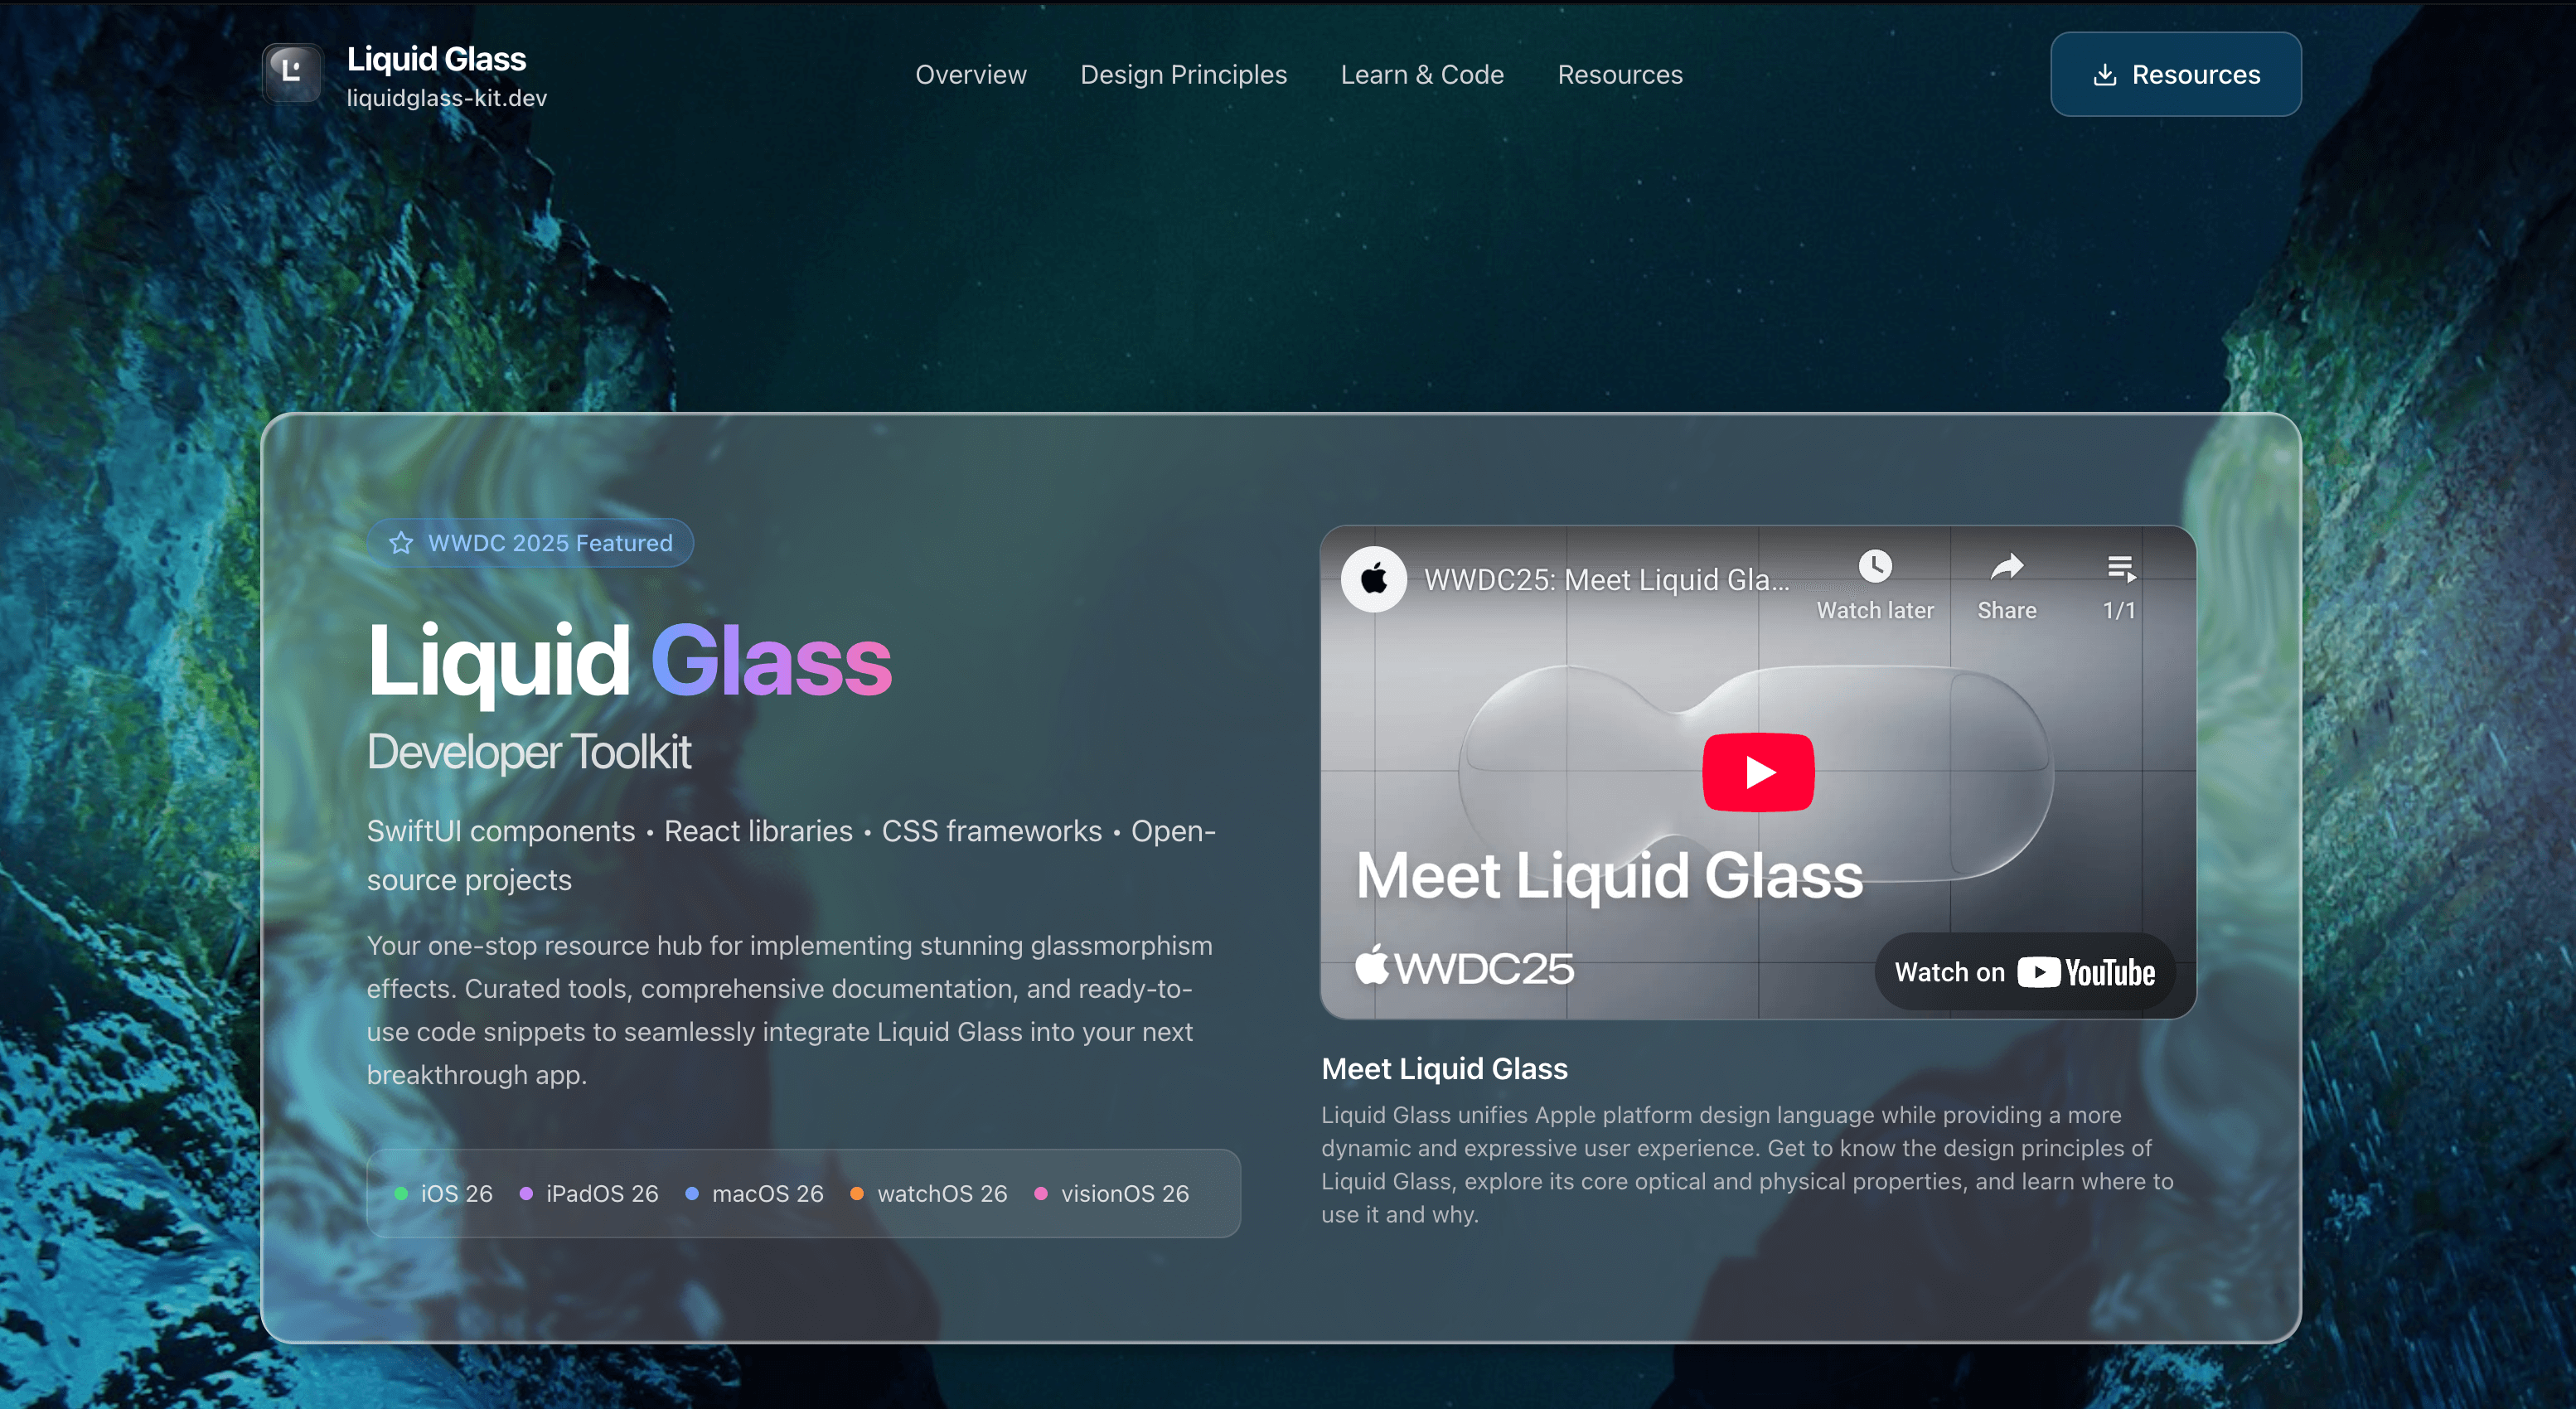 Liquid Glass
liquidglass-kit.dev
Overview
Design Principles
Learn & Code
Resources
Resources
WWDC 2025 Featured
Liquid Glass
Developer Toolkit
SwiftUI components • React libraries • CSS frameworks • Open-
source projects
Your one-stop resource hub for implementing stunning glassmorphism
effects. Curated tools, comprehensive documentation, and ready-to-
use code snippets to seamlessly integrate Liquid Glass into your next
breakthrough app.
iOS 26
iPadOS 26
macOS 26
watchOS 26
visionOS 26
WWDC25: Meet Liquid Gla...
Watch later
Share
1/1
Meet Liquid Glass
WWDC25
Watch on YouTube
Meet Liquid Glass
Liquid Glass unifies Apple platform design language while providing a more
dynamic and expressive user experience. Get to know the design principles of
Liquid Glass, explore its core optical and physical properties, and learn where to
use it and why.